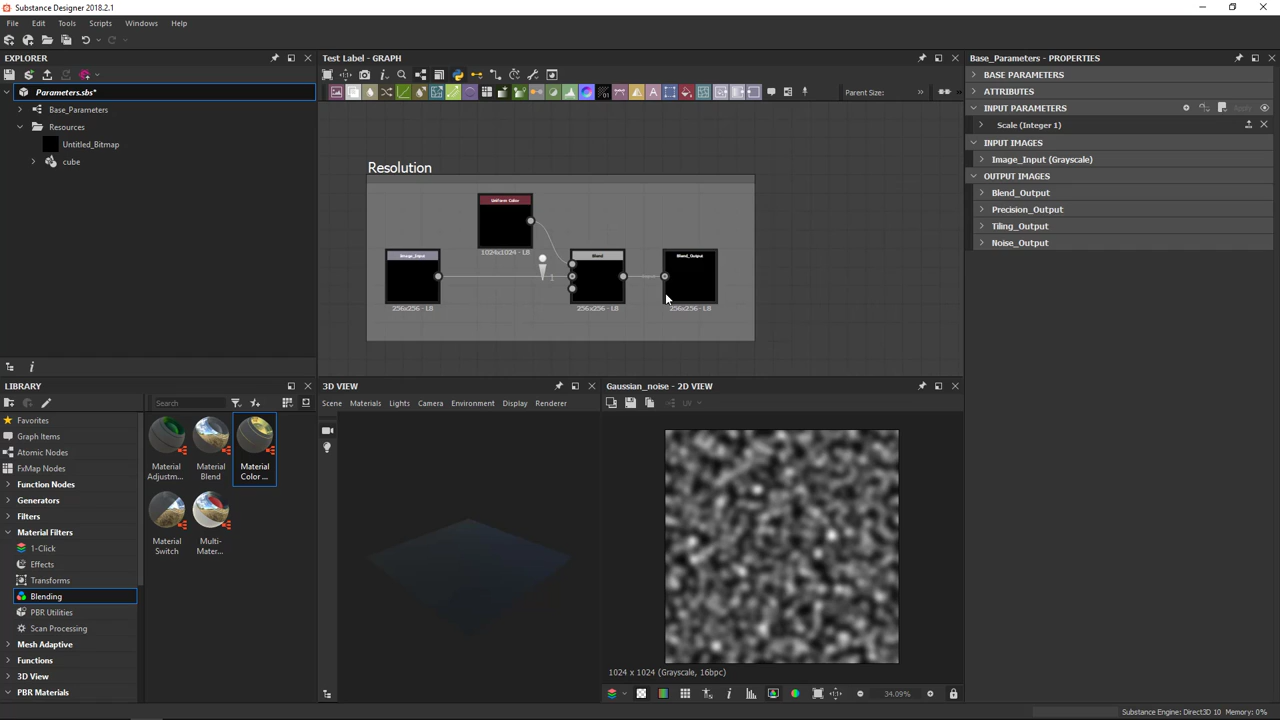 Substance Designer 2018.2.1
File Edit Tools Scripts Windows Help
EXPLORER
Parameters.sbs*
Base_Parameters
Resources
Untitled_Bitmap
cube
Test Label - GRAPH
Parent Size:
Resolution
Uniform Color
1024x1024 - L8
Image_Input
256x256 - L8
1
Blend
256x256 - L8
Blend_Output
256x256 - L8
Base_Parameters - PROPERTIES
BASE PARAMETERS
ATTRIBUTES
INPUT PARAMETERS
Apply
Scale (Integer 1)
INPUT IMAGES
Image_Input (Grayscale)
OUTPUT IMAGES
Blend_Output
Precision_Output
Tiling_Output
Noise_Output
LIBRARY
Search
Favorites
Graph Items
Atomic Nodes
FxMap Nodes
Function Nodes
Generators
Filters
Material Filters
1-Click
Effects
Transforms
Blending
PBR Utilities
Scan Processing
Mesh Adaptive
Functions
3D View
PBR Materials
Material Adjustm...
Material Blend
Material Color ...
Material Switch
Multi-Mater...
3D VIEW
Scene Materials Lights Camera Environment Display Renderer
Gaussian_noise - 2D VIEW
UV
1024 x 1024 (Grayscale, 16bpc)
34.09%
Substance Engine: Direct3D 10 Memory: 0%